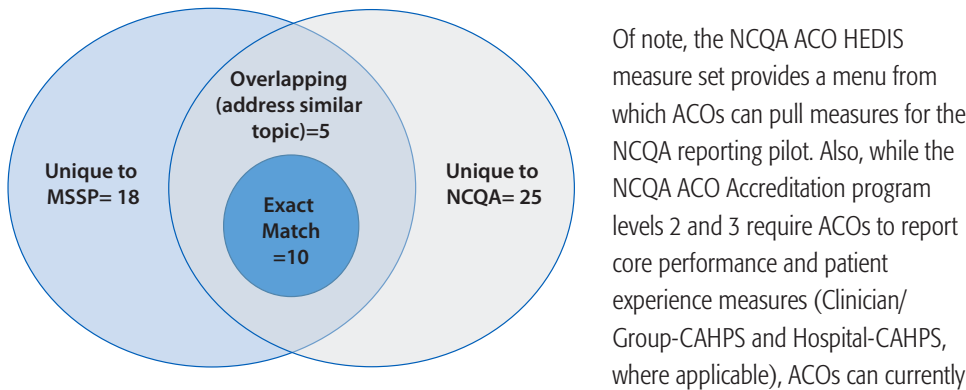 Overlapping
(address similar
topic)=5
Unique to
MSSP= 18
Unique to
NCQA= 25
Exact
Match
=10
Of note, the NCQA ACO HEDIS
measure set provides a menu from
which ACOs can pull measures for the
NCQA reporting pilot. Also, while the
NCQA ACO Accreditation program
levels 2 and 3 require ACOs to report
core performance and patient
experience measures (Clinician/
Group-CAHPS and Hospital-CAHPS,
where applicable), ACOs can currently